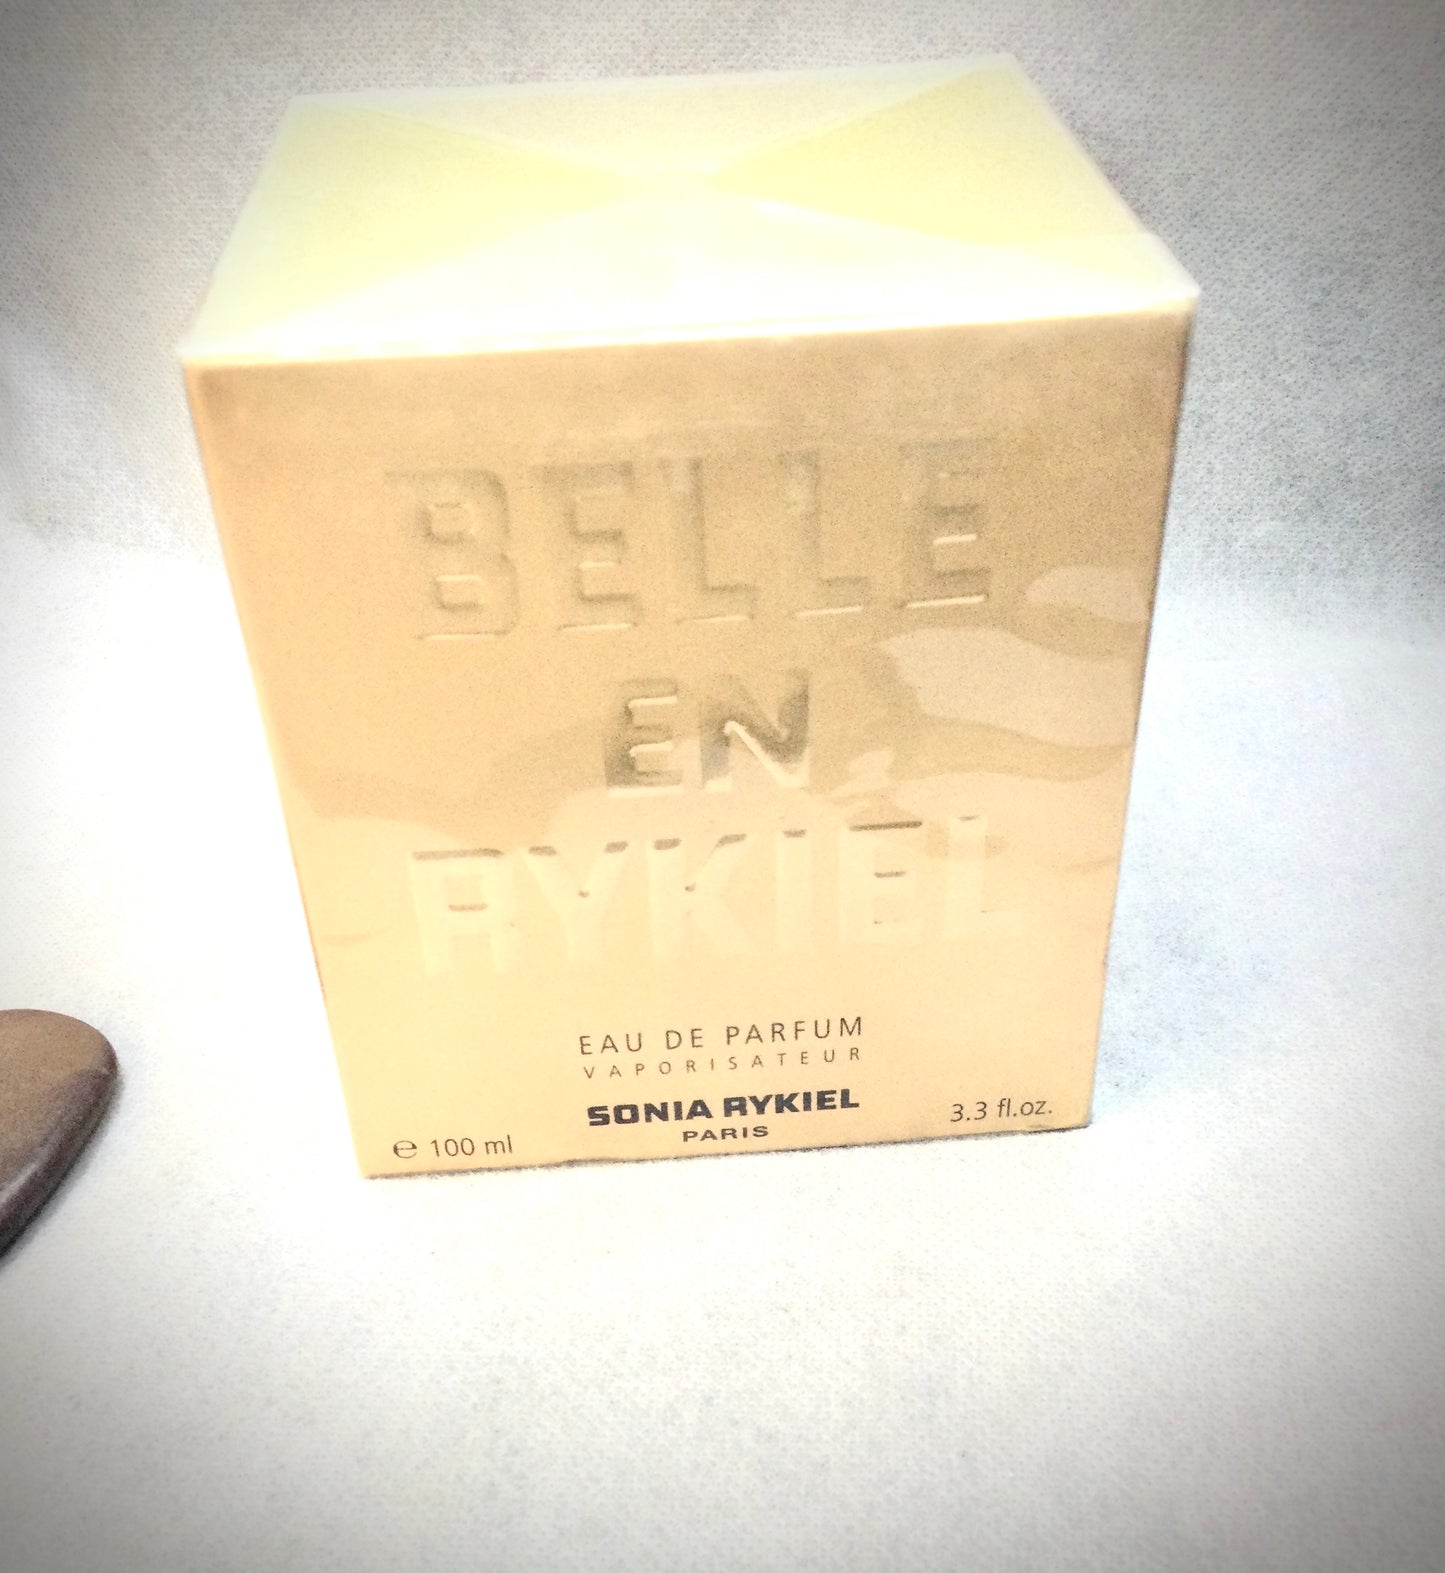 BELLE
EN
RYKIEL
EAU DE PARFUM
VAPORISATEUR
SONIA RYKIEL
PARIS
℮ 100 ml
3.3 fl.oz.